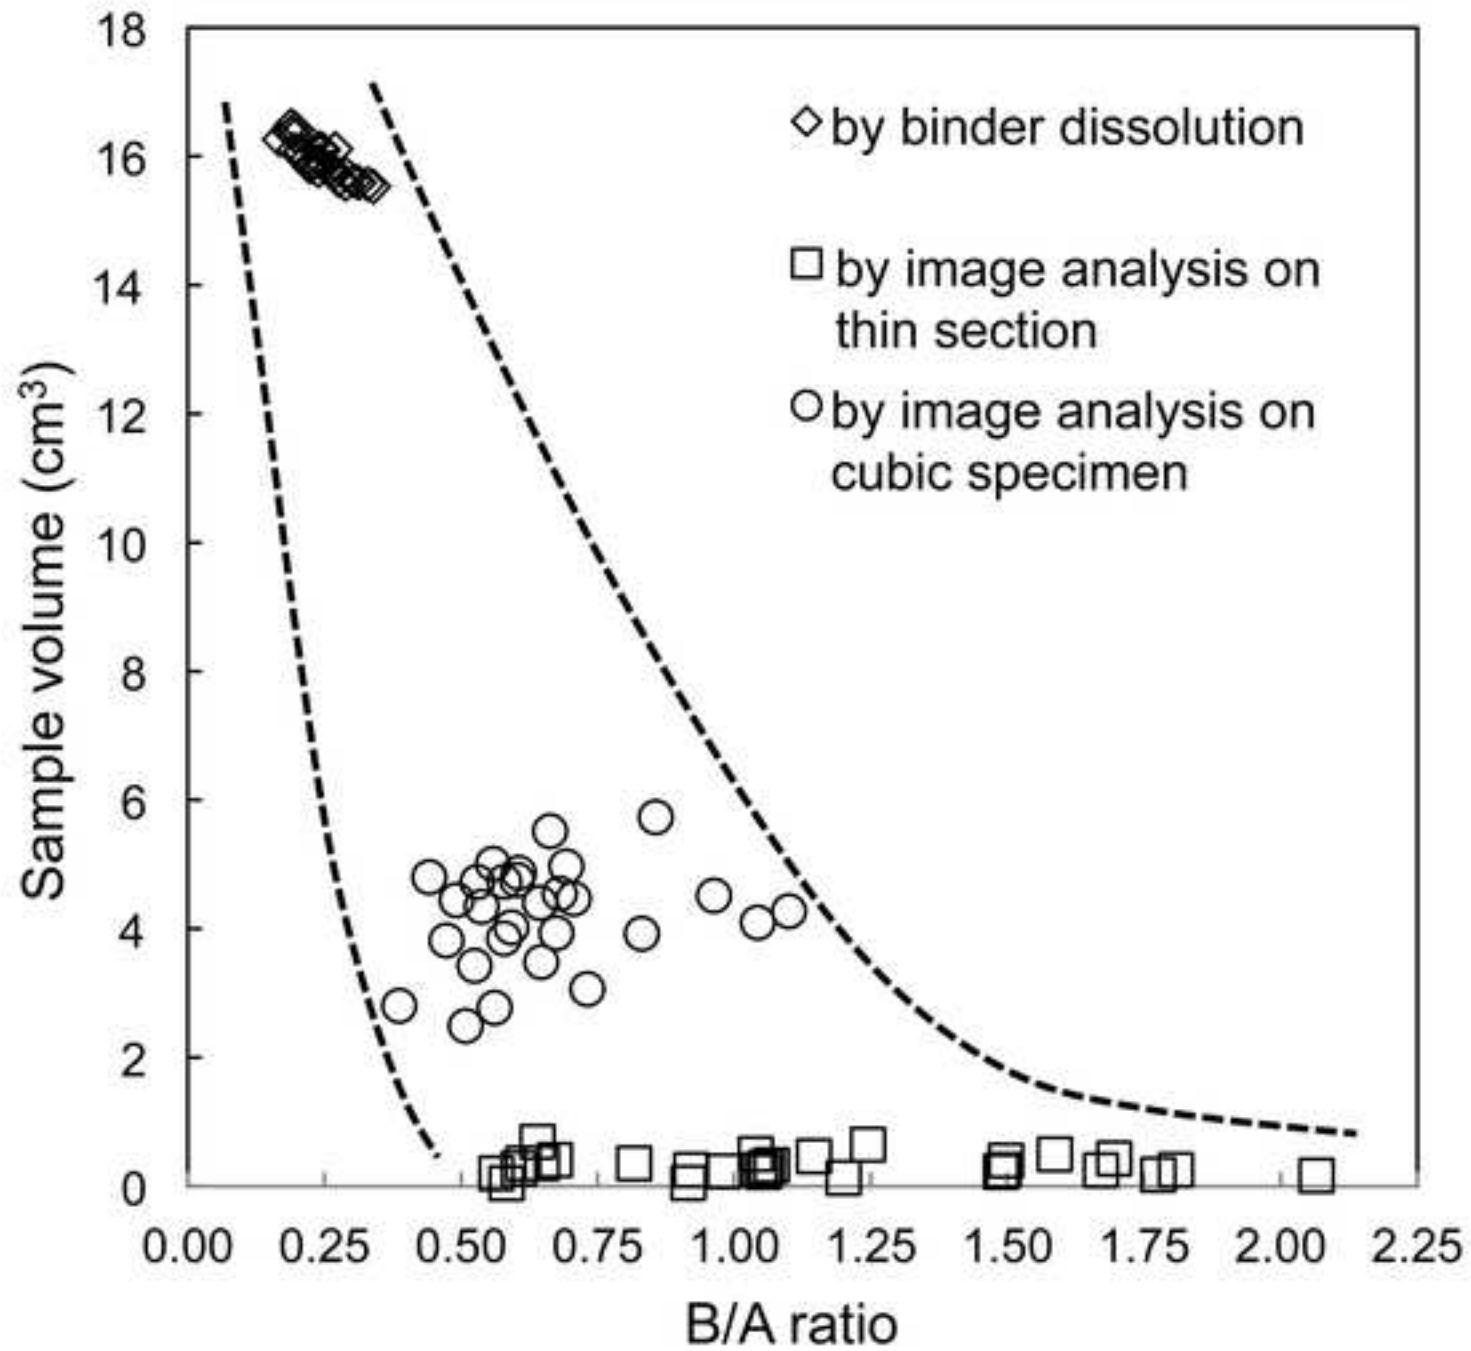 18
16
14
12
10
8
6
4
2
0
Sample volume (cm³)
by binder dissolution
by image analysis on
thin section
by image analysis on
cubic specimen
0.00 0.25 0.50 0.75 1.00 1.25 1.50 1.75 2.00 2.25
B/A ratio